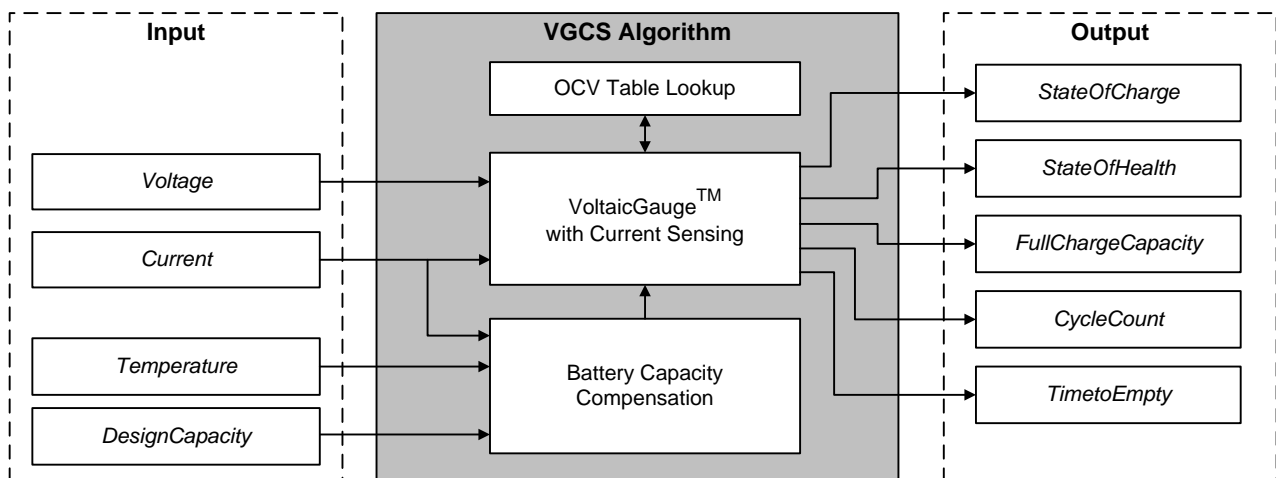 Input
VGCS Algorithm
Output
OCV Table Lookup
StateOfCharge
Voltage
VoltaicGauge™
with Current Sensing
StateOfHealth
Current
FullChargeCapacity
CycleCount
Temperature
Battery Capacity
Compensation
TimetoEmpty
DesignCapacity